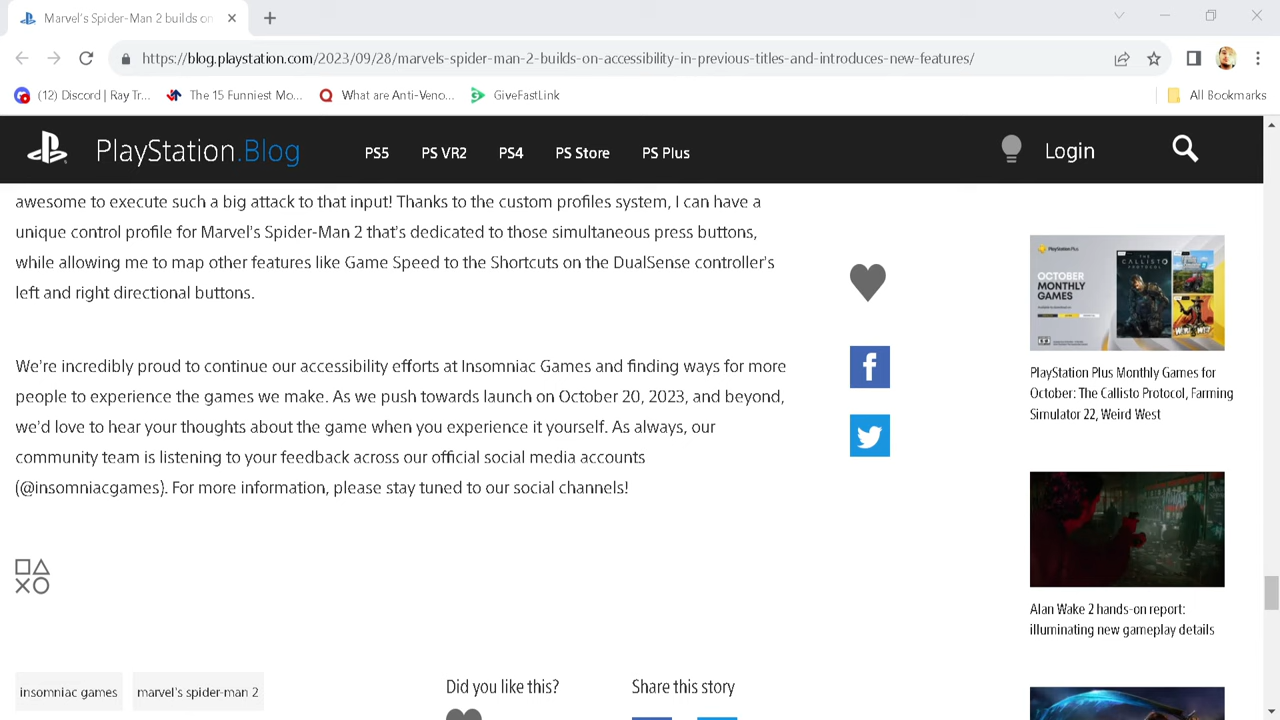 Marvel's Spider-Man 2 builds on
https://blog.playstation.com/2023/09/28/marvels-spider-man-2-builds-on-accessibility-in-previous-titles-and-introduces-new-features/
(12) Discord | Ray Tr...
The 15 Funniest Mo...
What are Anti-Veno...
GiveFastLink
All Bookmarks
PlayStation.Blog
PS5
PS VR2
PS4
PS Store
PS Plus
Login
awesome to execute such a big attack to that input! Thanks to the custom profiles system, I can have a
unique control profile for Marvel's Spider-Man 2 that's dedicated to those simultaneous press buttons,
while allowing me to map other features like Game Speed to the Shortcuts on the DualSense controller's
left and right directional buttons.
We're incredibly proud to continue our accessibility efforts at Insomniac Games and finding ways for more
people to experience the games we make. As we push towards launch on October 20, 2023, and beyond,
we'd love to hear your thoughts about the game when you experience it yourself. As always, our
community team is listening to your feedback across our official social media accounts
(@insomniacgames). For more information, please stay tuned to our social channels!
insomniac games
marvel's spider-man 2
Did you like this?
Share this story
PlayStation Plus
OCTOBER
MONTHLY
GAMES
THE
CALLISTO
PROTOCOL
PlayStation Plus Monthly Games for
October: The Callisto Protocol, Farming
Simulator 22, Weird West
Alan Wake 2 hands-on report:
illuminating new gameplay details